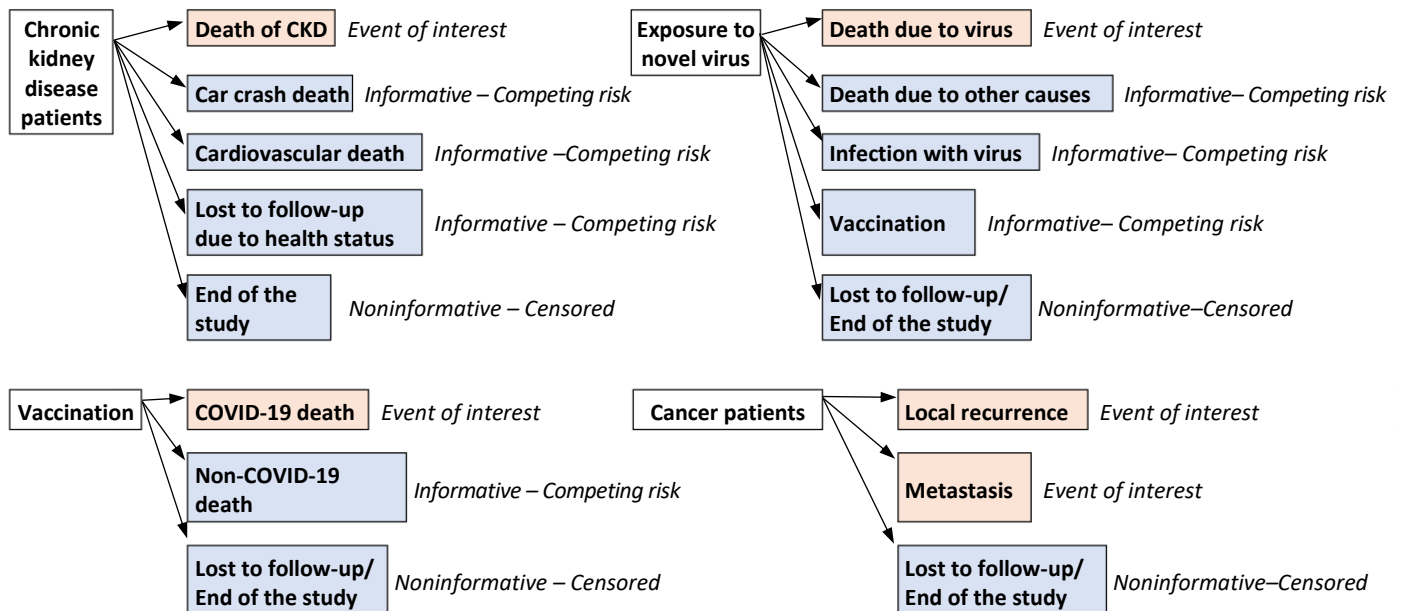 Chronic
kidney
disease
patients
Death of CKD
Event of interest
Car crash death
Informative – Competing risk
Cardiovascular death
Informative –Competing risk
Lost to follow-up
due to health status
Informative – Competing risk
End of the
study
Noninformative – Censored
Exposure to
novel virus
Death due to virus
Event of interest
Death due to other causes
Informative– Competing risk
Infection with virus
Informative– Competing risk
Vaccination
Informative– Competing risk
Lost to follow-up/
End of the study
Noninformative–Censored
Vaccination
COVID-19 death
Event of interest
Non-COVID-19
death
Informative – Competing risk
Lost to follow-up/
End of the study
Noninformative – Censored
Cancer patients
Local recurrence
Event of interest
Metastasis
Event of interest
Lost to follow-up/
End of the study
Noninformative–Censored